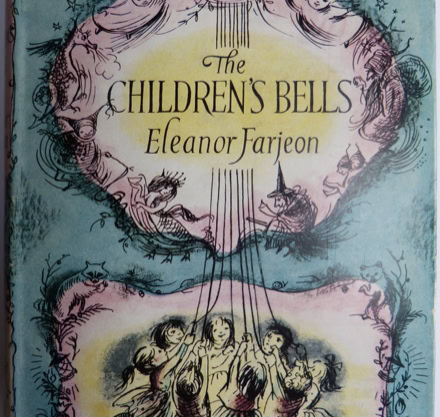 The
CHILDREN'S BELLS
Eleanor Farjeon